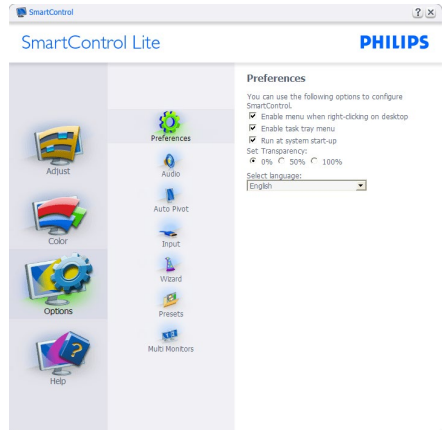 SmartControl
SmartControl Lite
PHILIPS
Adjust
Color
Options
Help
Preferences
Audio
Auto Pivot
Input
Wizard
Presets
Multi Monitors
Preferences
You can use the following options to configure
SmartControl.
Enable menu when right-clicking on desktop
Enable task tray menu
Run at system start-up
Set Transparency:
0% 50% 100%
Select language:
English